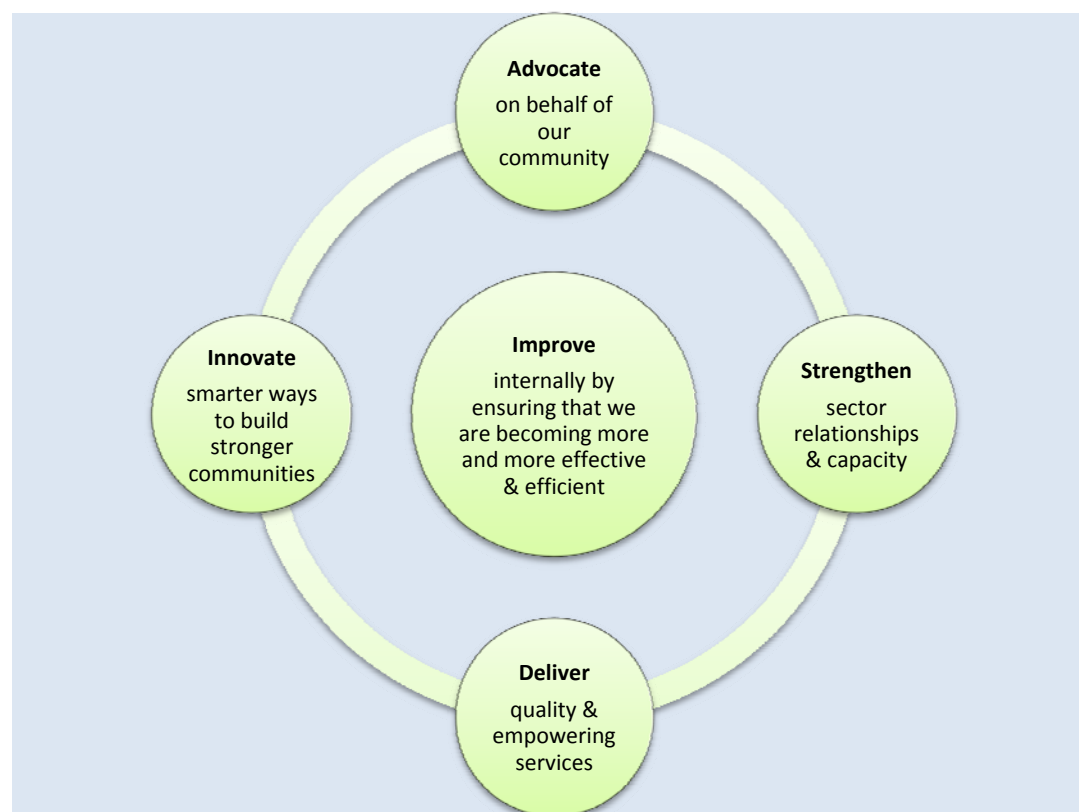 Advocate
on behalf of
our
community
Innovate
smarter ways
to build
stronger
communities
Improve
internally by
ensuring that we
are becoming more
and more effective
& efficient
Strengthen
sector
relationships
& capacity
Deliver
quality &
empowering
services